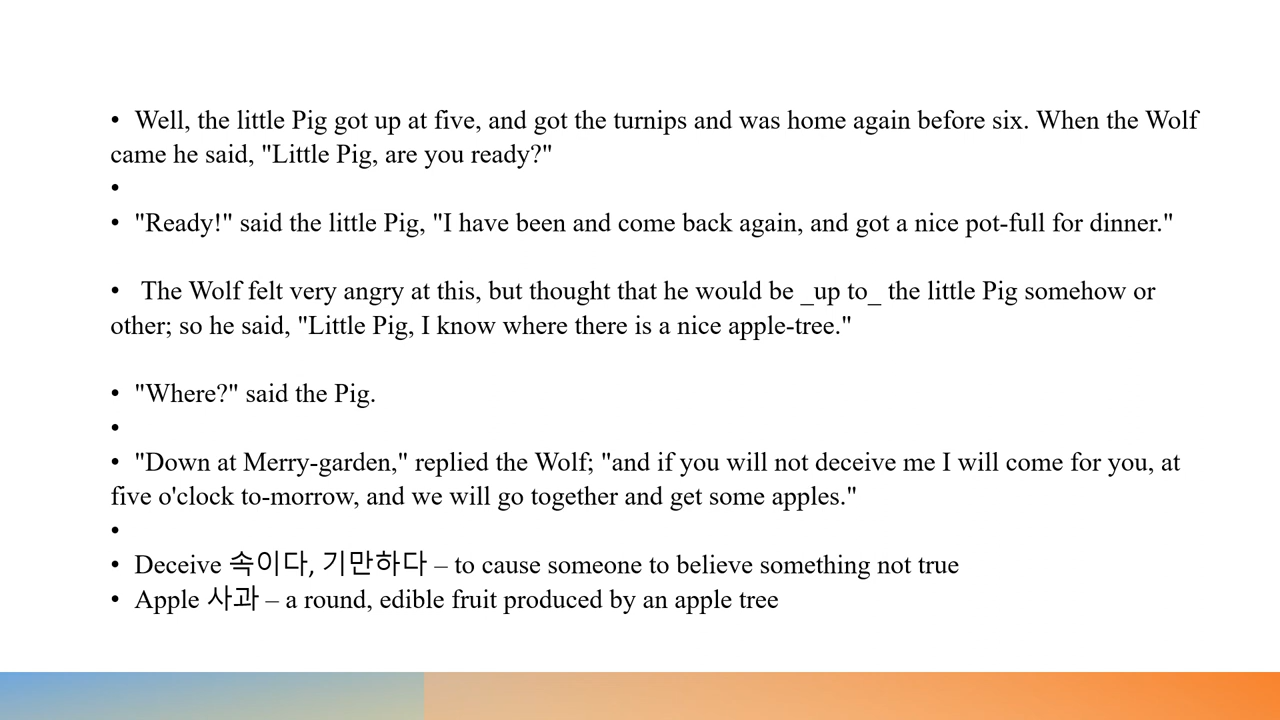 • Well, the little Pig got up at five, and got the turnips and was home again before six. When the Wolf
came he said, "Little Pig, are you ready?"
•
• "Ready!" said the little Pig, "I have been and come back again, and got a nice pot-full for dinner."
• The Wolf felt very angry at this, but thought that he would be _up to_ the little Pig somehow or
other; so he said, "Little Pig, I know where there is a nice apple-tree."
• "Where?" said the Pig.
•
• "Down at Merry-garden," replied the Wolf; "and if you will not deceive me I will come for you, at
five o'clock to-morrow, and we will go together and get some apples."
•
• Deceive 속이다, 기만하다 – to cause someone to believe something not true
• Apple 사과 – a round, edible fruit produced by an apple tree